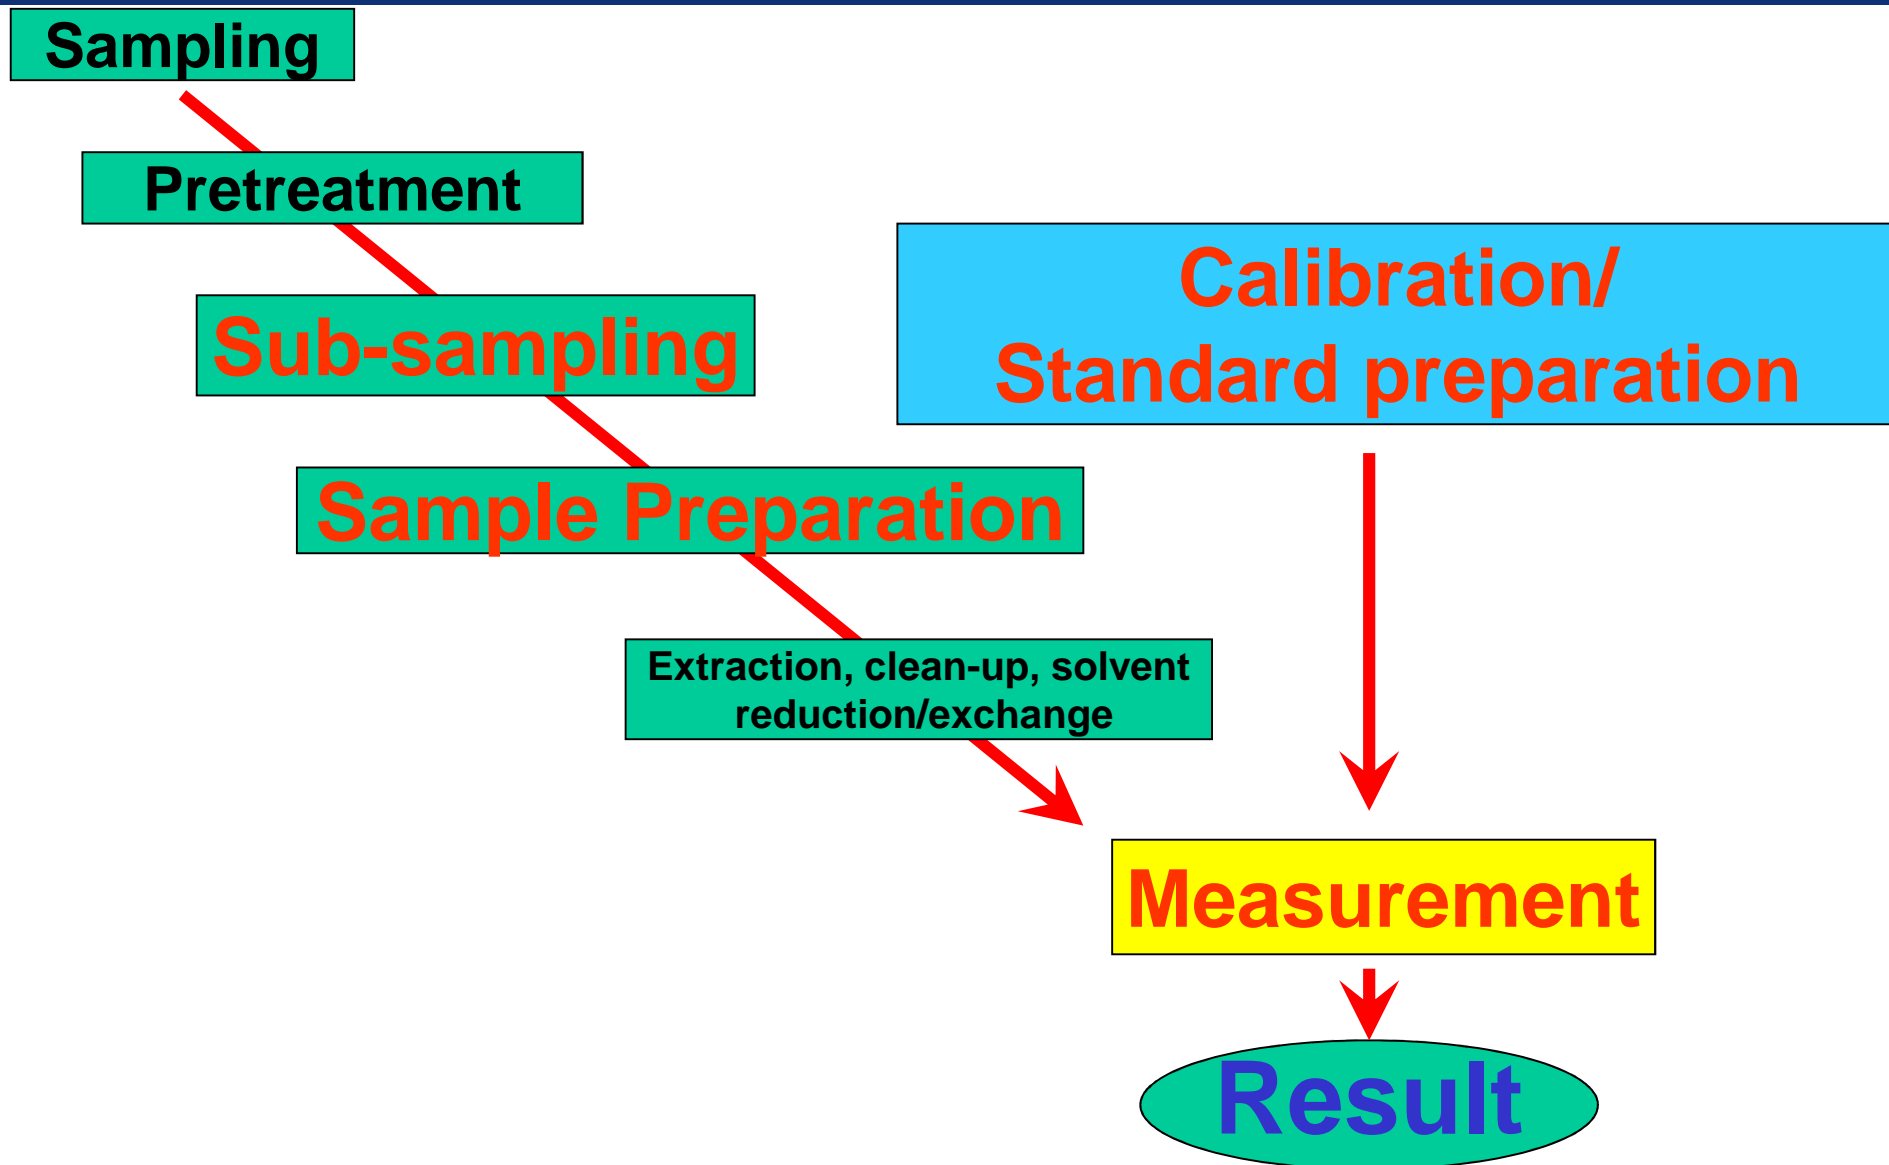 Sampling
Pretreatment
Sub-sampling
Calibration/
Standard preparation
Sample Preparation
Extraction, clean-up, solvent
reduction/exchange
Measurement
Result